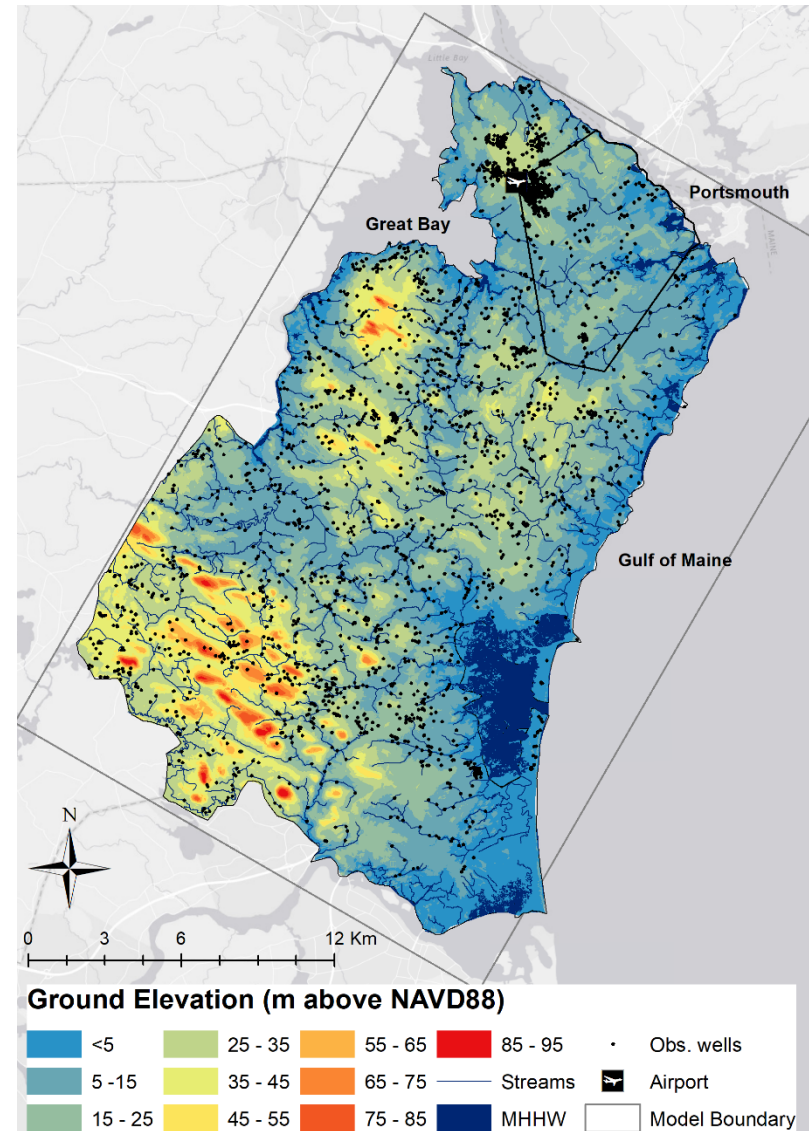 Little Bay
Portsmouth
Great Bay
MAINE
Gulf of Maine
N
0 3 6 12 Km
Ground Elevation (m above NAVD88)
<5 25 - 35 55 - 65 85 - 95 Obs. wells
5 -15 35 - 45 65 - 75 Streams Airport
15 - 25 45 - 55 75 - 85 MHHW Model Boundary